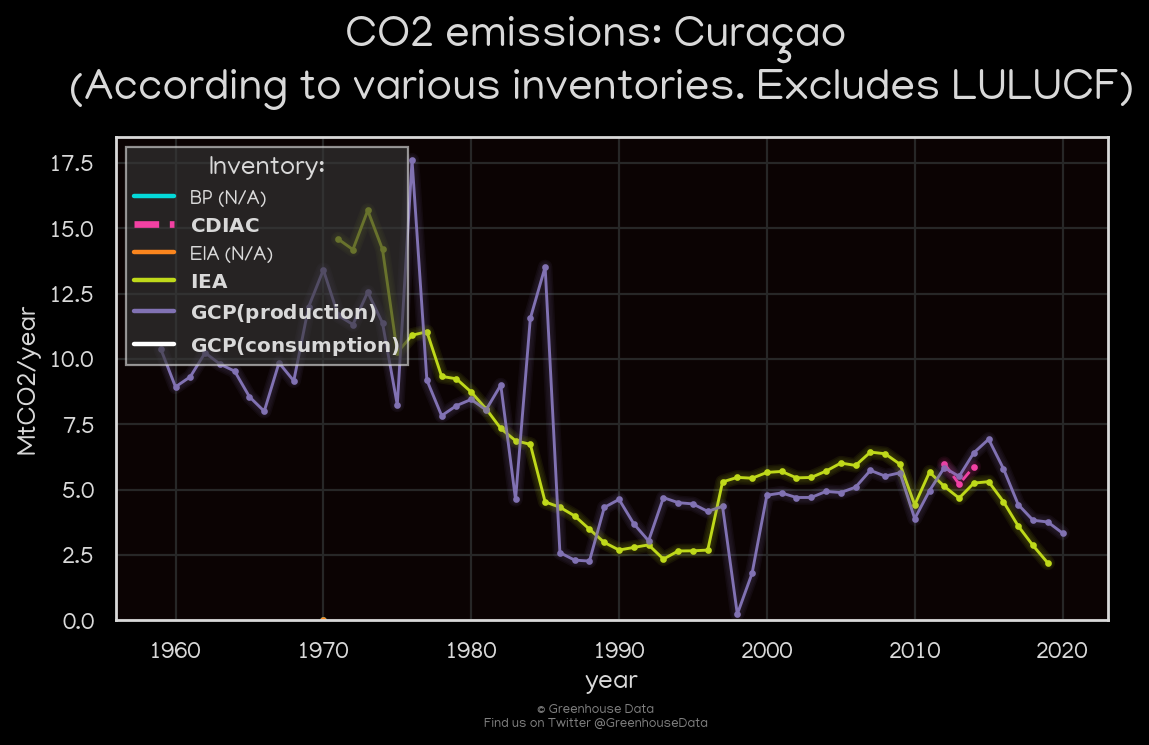 CO2 emissions: Curaçao
(According to various inventories. Excludes LULUCF)
Inventory:
BP (N/A)
CDIAC
EIA (N/A)
IEA
GCP(production)
GCP(consumption)
MtCO2/year
17.5
15.0
12.5
10.0
7.5
5.0
2.5
0.0
1960 1970 1980 1990 2000 2010 2020
year
© Greenhouse Data
Find us on Twitter @GreenhouseData